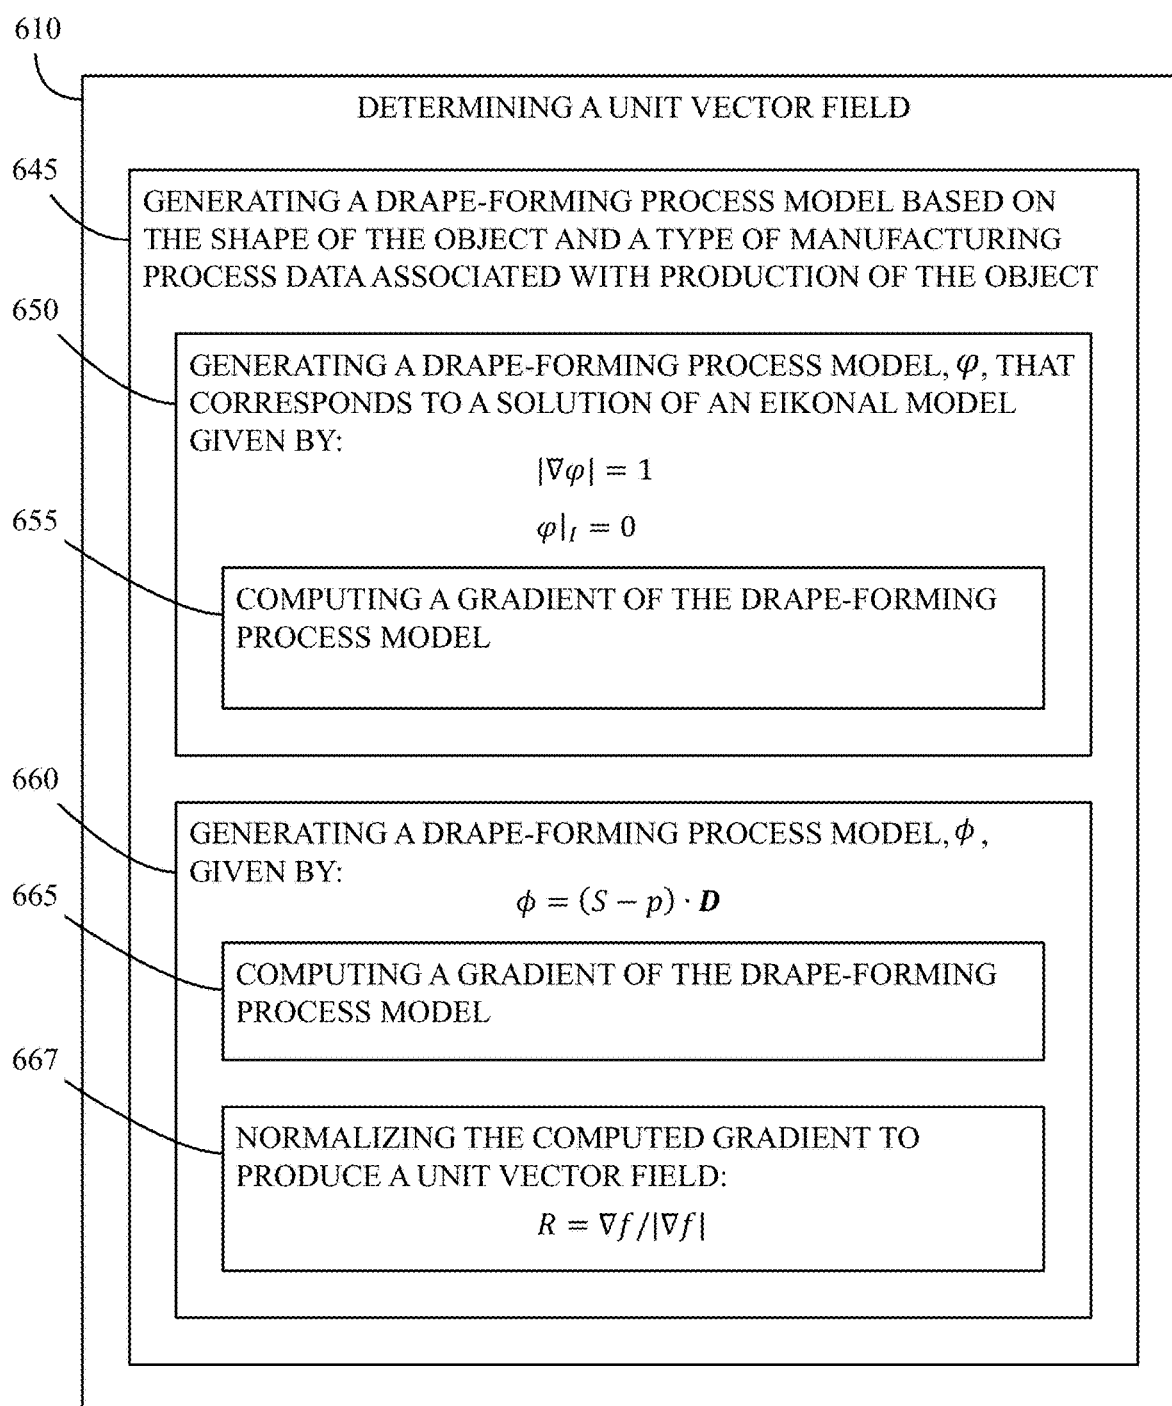 610
DETERMINING A UNIT VECTOR FIELD
645
GENERATING A DRAPE-FORMING PROCESS MODEL BASED ON
THE SHAPE OF THE OBJECT AND A TYPE OF MANUFACTURING
PROCESS DATA ASSOCIATED WITH PRODUCTION OF THE OBJECT
650
GENERATING A DRAPE-FORMING PROCESS MODEL, φ, THAT
CORRESPONDS TO A SOLUTION OF AN EIKONAL MODEL
GIVEN BY:
|∇φ| = 1
φ|_I = 0
655
COMPUTING A GRADIENT OF THE DRAPE-FORMING
PROCESS MODEL
660
GENERATING A DRAPE-FORMING PROCESS MODEL, ϕ,
GIVEN BY:
ϕ = (S − p) · D
665
COMPUTING A GRADIENT OF THE DRAPE-FORMING
PROCESS MODEL
667
NORMALIZING THE COMPUTED GRADIENT TO
PRODUCE A UNIT VECTOR FIELD:
R = ∇f/|∇f|